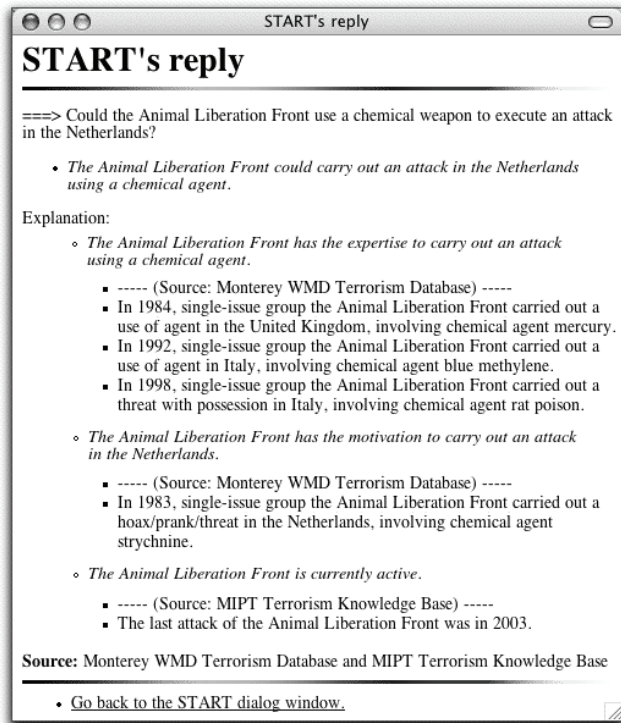 START's reply
START's reply
===> Could the Animal Liberation Front use a chemical weapon to execute an attack
in the Netherlands?
• The Animal Liberation Front could carry out an attack in the Netherlands
using a chemical agent.
Explanation:
◦ The Animal Liberation Front has the expertise to carry out an attack
using a chemical agent.
▪ ----- (Source: Monterey WMD Terrorism Database) -----
▪ In 1984, single-issue group the Animal Liberation Front carried out a
use of agent in the United Kingdom, involving chemical agent mercury.
▪ In 1992, single-issue group the Animal Liberation Front carried out a
use of agent in Italy, involving chemical agent blue methylene.
▪ In 1998, single-issue group the Animal Liberation Front carried out a
threat with possession in Italy, involving chemical agent rat poison.
◦ The Animal Liberation Front has the motivation to carry out an attack
in the Netherlands.
▪ ----- (Source: Monterey WMD Terrorism Database) -----
▪ In 1983, single-issue group the Animal Liberation Front carried out a
hoax/prank/threat in the Netherlands, involving chemical agent
strychnine.
◦ The Animal Liberation Front is currently active.
▪ ----- (Source: MIPT Terrorism Knowledge Base) -----
▪ The last attack of the Animal Liberation Front was in 2003.
Source: Monterey WMD Terrorism Database and MIPT Terrorism Knowledge Base
• Go back to the START dialog window.